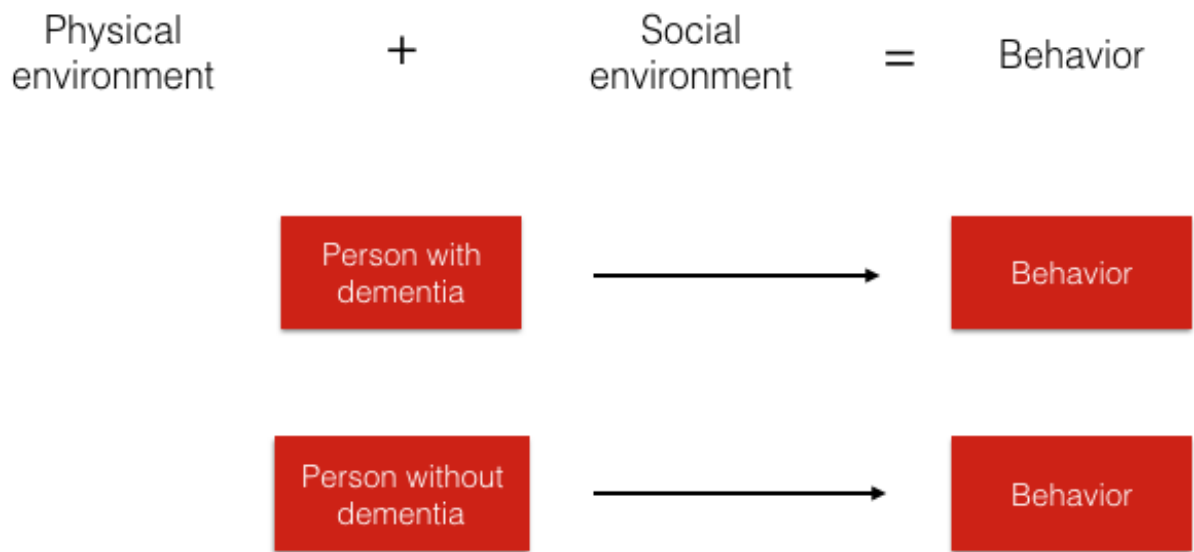 Physical
environment
+
Social
environment
=
Behavior
Person with
dementia
Behavior
Person without
dementia
Behavior